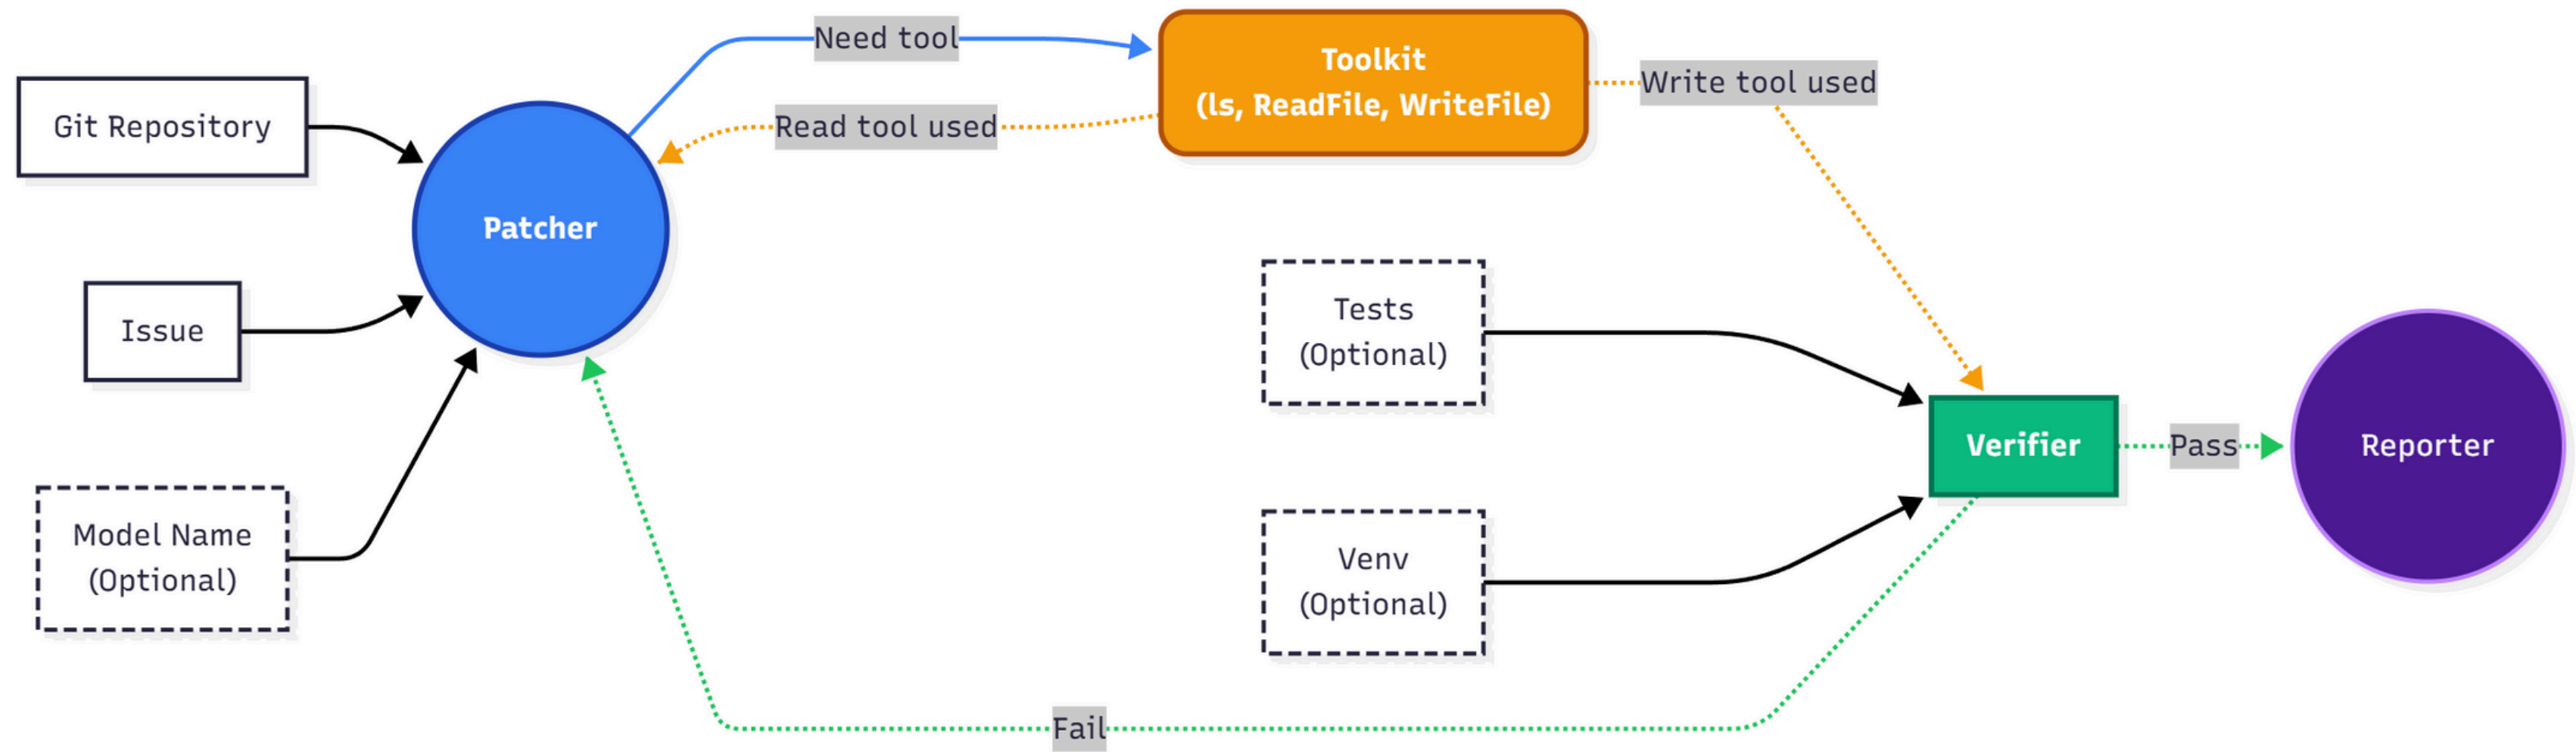 Need tool
Toolkit
(ls, ReadFile, WriteFile)
Write tool used
Git Repository
Read tool used
Patcher
Issue
Tests
(Optional)
Model Name
(Optional)
Venv
(Optional)
Verifier
Pass
Reporter
Fail